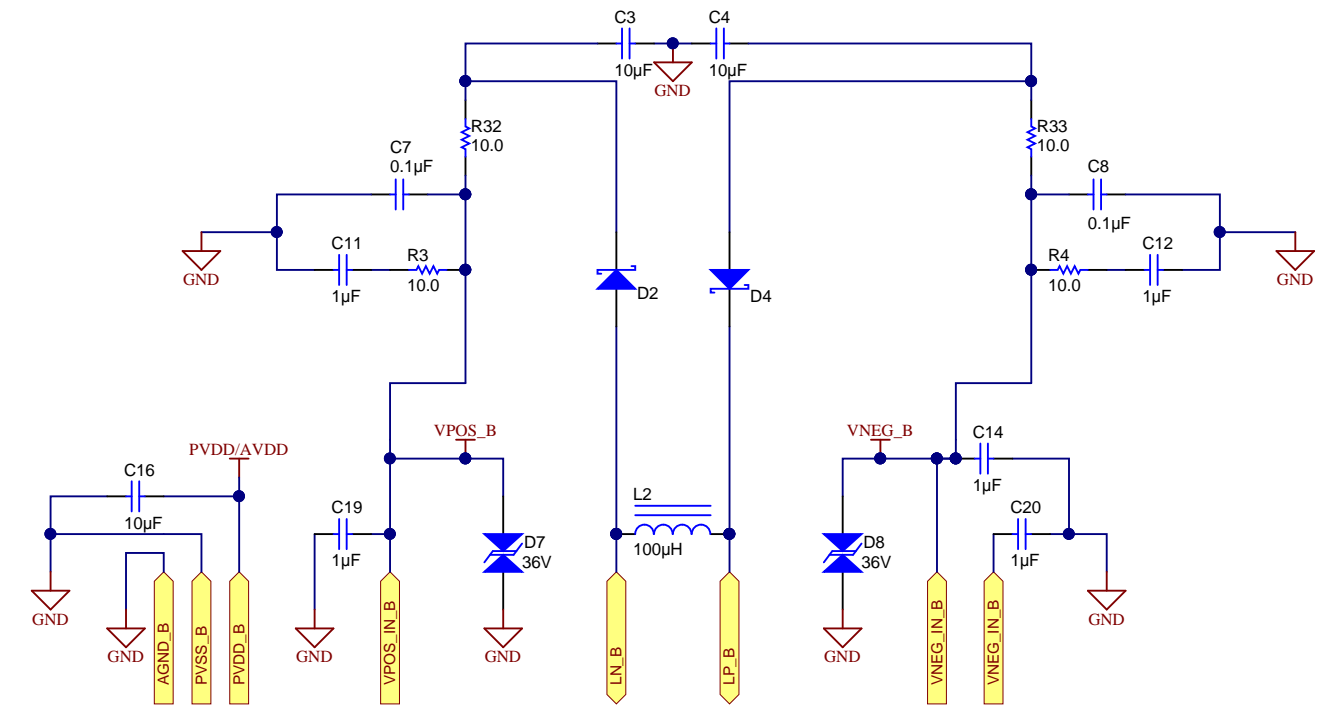 C3
C4
10µF
10µF
GND
R32
10.0
R33
10.0
C7
0.1µF
C8
0.1µF
C11
1µF
R3
10.0
R4
10.0
C12
1µF
GND
GND
D2
D4
PVDD/AVDD
VPOS_B
VNEG_B
C14
1µF
C16
10µF
C19
1µF
L2
100µH
C20
1µF
D7
36V
D8
36V
GND
GND
GND
GND
GND
GND
AGND_B
PVSS_B
PVDD_B
VPOS_IN_B
LN_B
LP_B
VNEG_IN_B
VNEG_IN_B